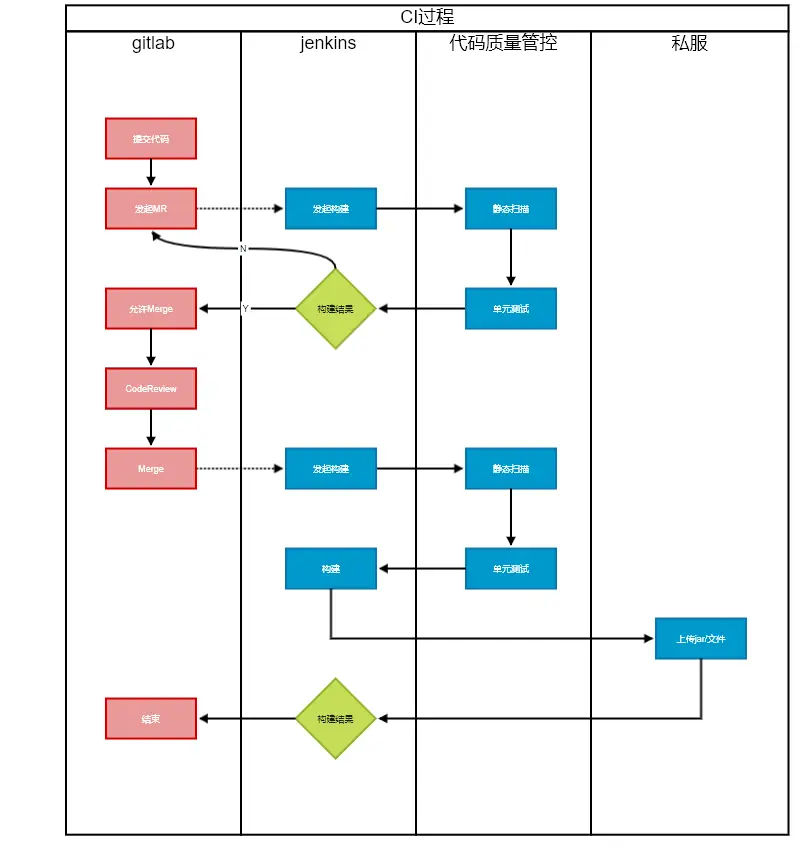 CI过程
gitlab
jenkins
代码质量管控
私服
提交代码
发起MR
发起构建
静态扫描
N
允许Merge
Y
构建结果
单元测试
CodeReview
Merge
发起构建
静态扫描
构建
单元测试
上传jar/文件
结束
构建结果